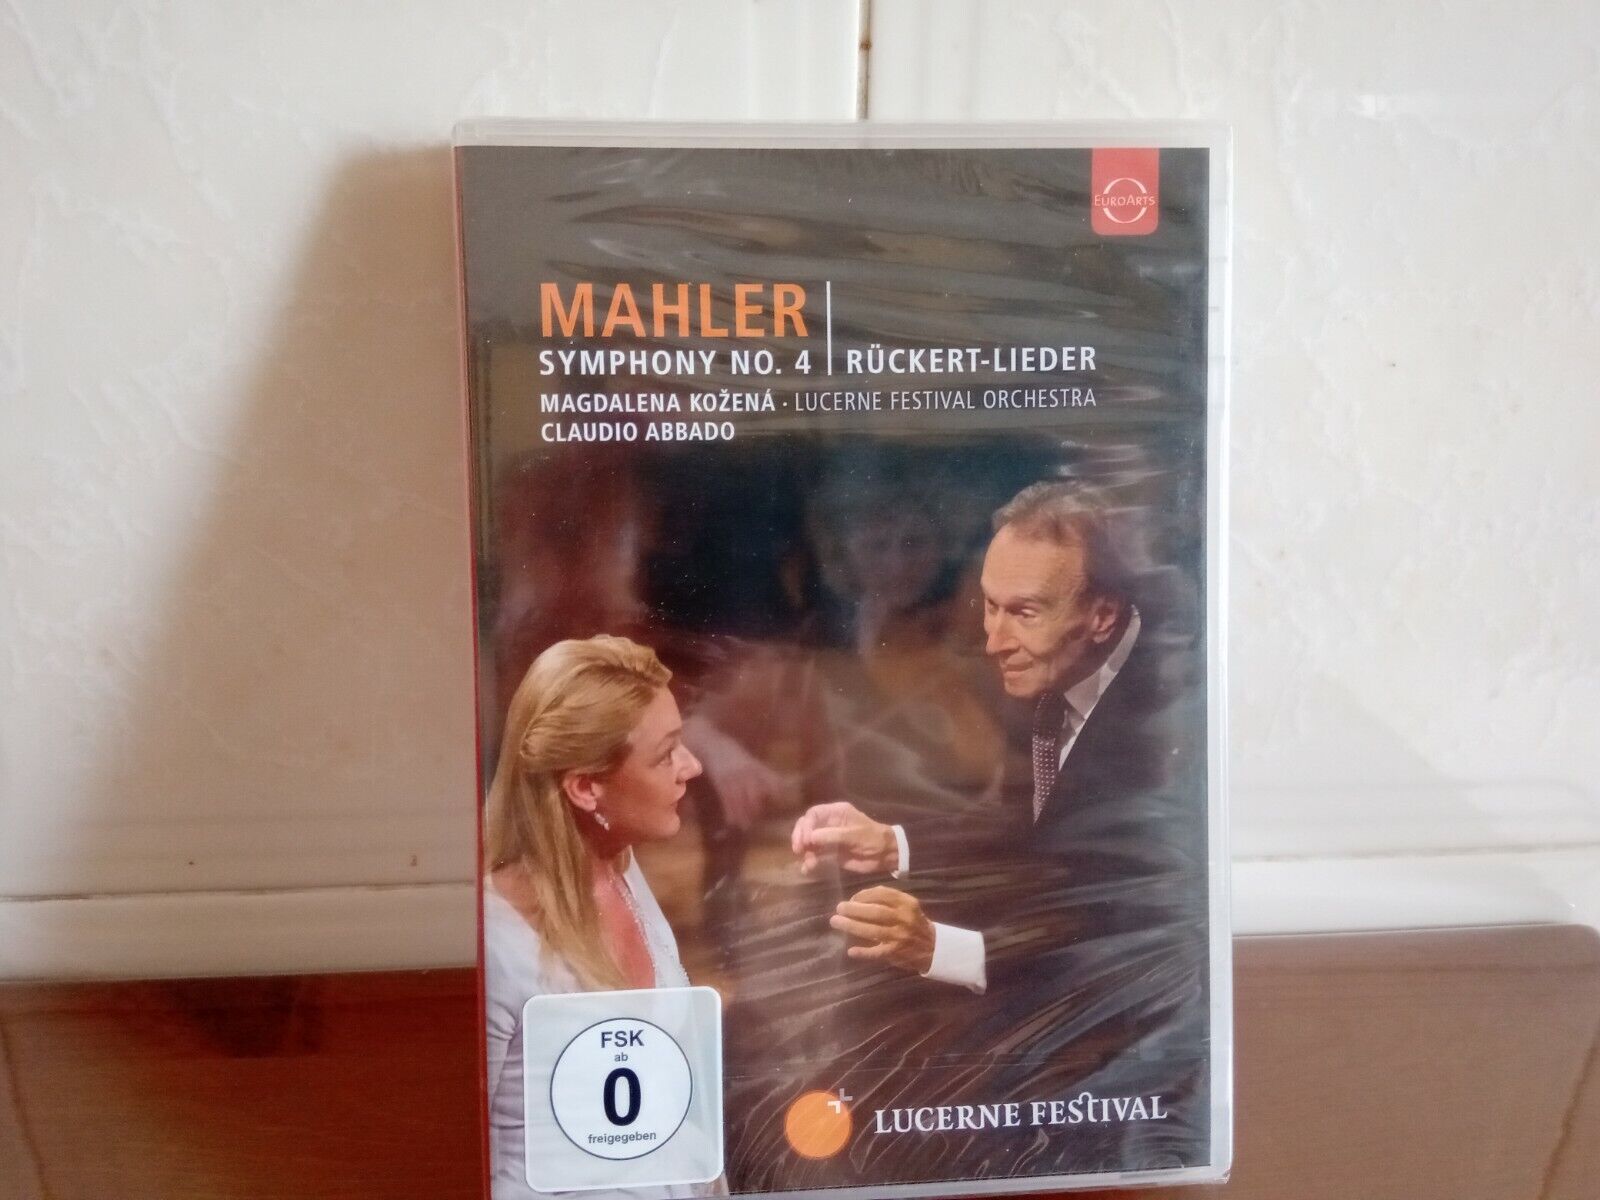 EUROARTS
MAHLER
SYMPHONY NO. 4 | RÜCKERT-LIEDER
MAGDALENA KOŽENÁ · LUCERNE FESTIVAL ORCHESTRA
CLAUDIO ABBADO
FSK
ab
0
freigegeben
LUCERNE FESTIVAL